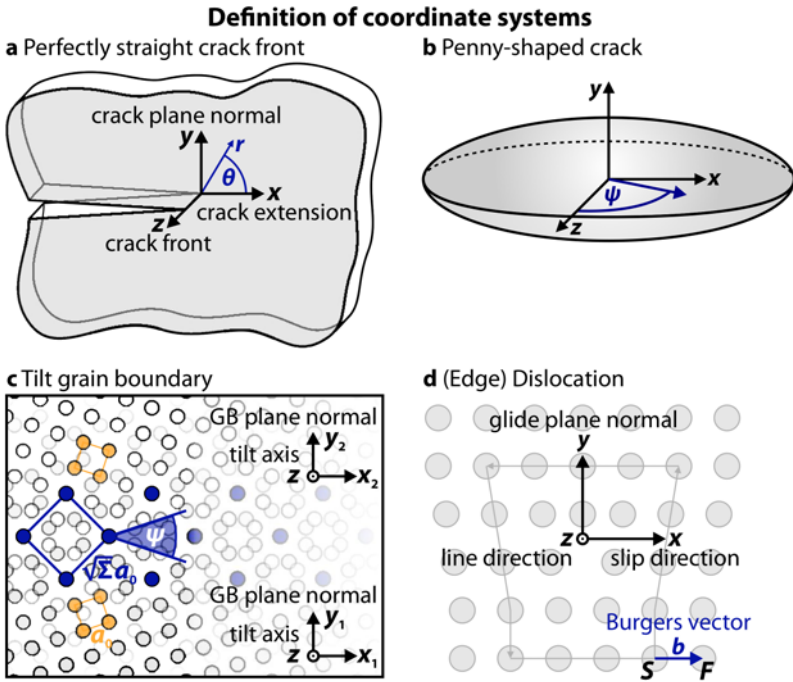 Definition of coordinate systems
a Perfectly straight crack front
crack plane normal
y
r
θ
x
crack extension
z
crack front
b Penny-shaped crack
y
x
ψ
z
c Tilt grain boundary
GB plane normal
y₂
tilt axis
z
x₂
ψ
√Σa₀
GB plane normal
a₀
y₁
tilt axis
z
x₁
d (Edge) Dislocation
glide plane normal
y
z
x
line direction
slip direction
Burgers vector
b
S
F